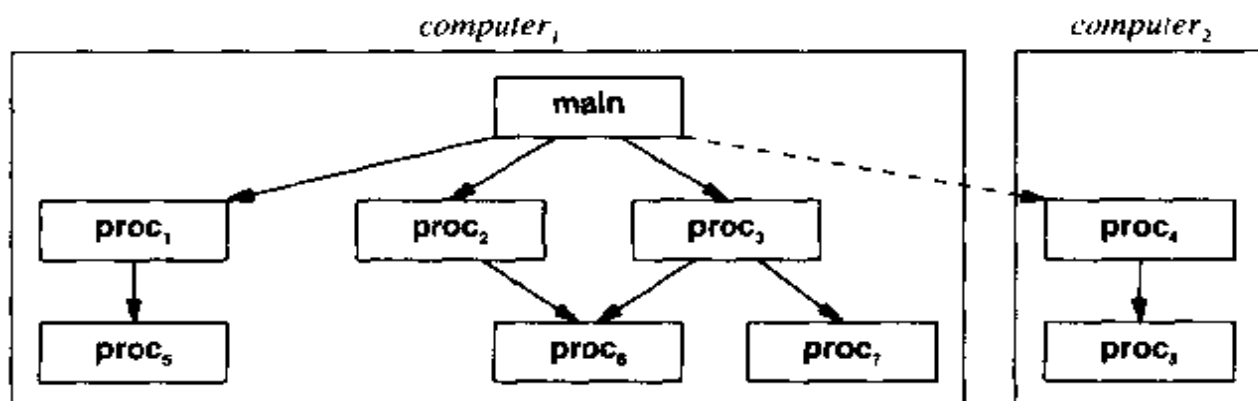 computer₁ computer₂
main
proc₁ proc₂ proc₃ proc₄
proc₅ proc₆ proc₇ proc₈